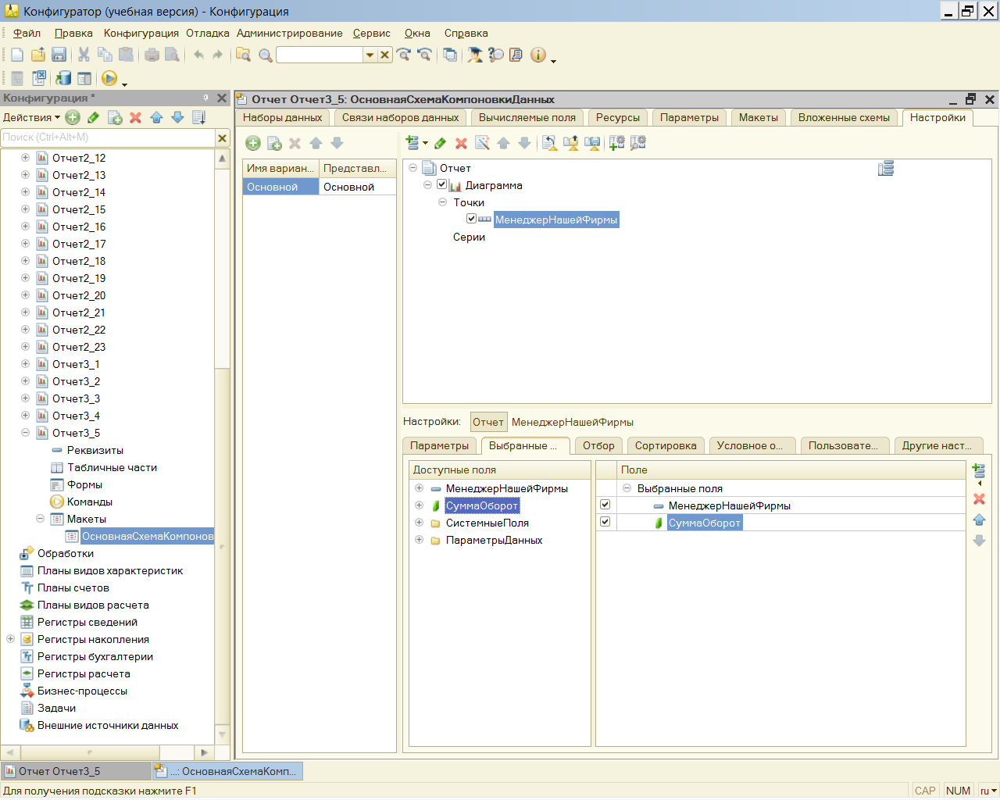 Конфигуратор (учебная версия) - Конфигурация
Файл Правка Конфигурация Отладка Администрирование Сервис Окна Справка
Конфигурация *
Действия
Поиск (Ctrl+Alt+M)
Отчет2_12
Отчет2_13
Отчет2_14
Отчет2_15
Отчет2_16
Отчет2_17
Отчет2_18
Отчет2_19
Отчет2_20
Отчет2_21
Отчет2_22
Отчет2_23
Отчет3_1
Отчет3_2
Отчет3_3
Отчет3_4
Отчет3_5
Реквизиты
Табличные части
Формы
Команды
Макеты
ОсновнаяСхемаКомпонов
Обработки
Планы видов характеристик
Планы счетов
Планы видов расчета
Регистры сведений
Регистры накопления
Регистры бухгалтерии
Регистры расчета
Бизнес-процессы
Задачи
Внешние источники данных
Отчет Отчет3_5: ОсновнаяСхемаКомпоновкиДанных
Наборы данных Связи наборов данных Вычисляемые поля Ресурсы Параметры Макеты Вложенные схемы Настройки
Имя вариан... Представл...
Основной Основной
Отчет
Диаграмма
Точки
МенеджерНашейФирмы
Серии
Настройки: Отчет МенеджерНашейФирмы
Параметры Выбранные ... Отбор Сортировка Условное о... Пользовате... Другие наст...
Доступные поля
МенеджерНашейФирмы
СуммаОборот
СистемныеПоля
ПараметрыДанных
Поле
Выбранные поля
МенеджерНашейФирмы
СуммаОборот
Отчет Отчет3_5 ...: ОсновнаяСхемаКомп...
Для получения подсказки нажмите F1 CAP NUM ru